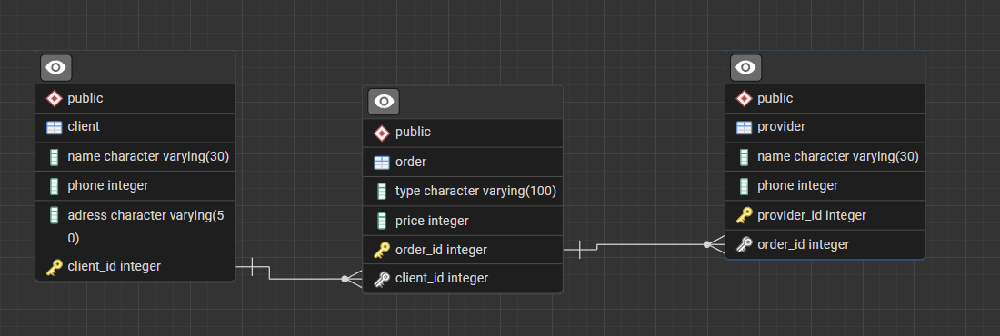 public
client
name character varying(30)
phone integer
adress character varying(5
0)
client_id integer
public
order
type character varying(100)
price integer
order_id integer
client_id integer
public
provider
name character varying(30)
phone integer
provider_id integer
order_id integer